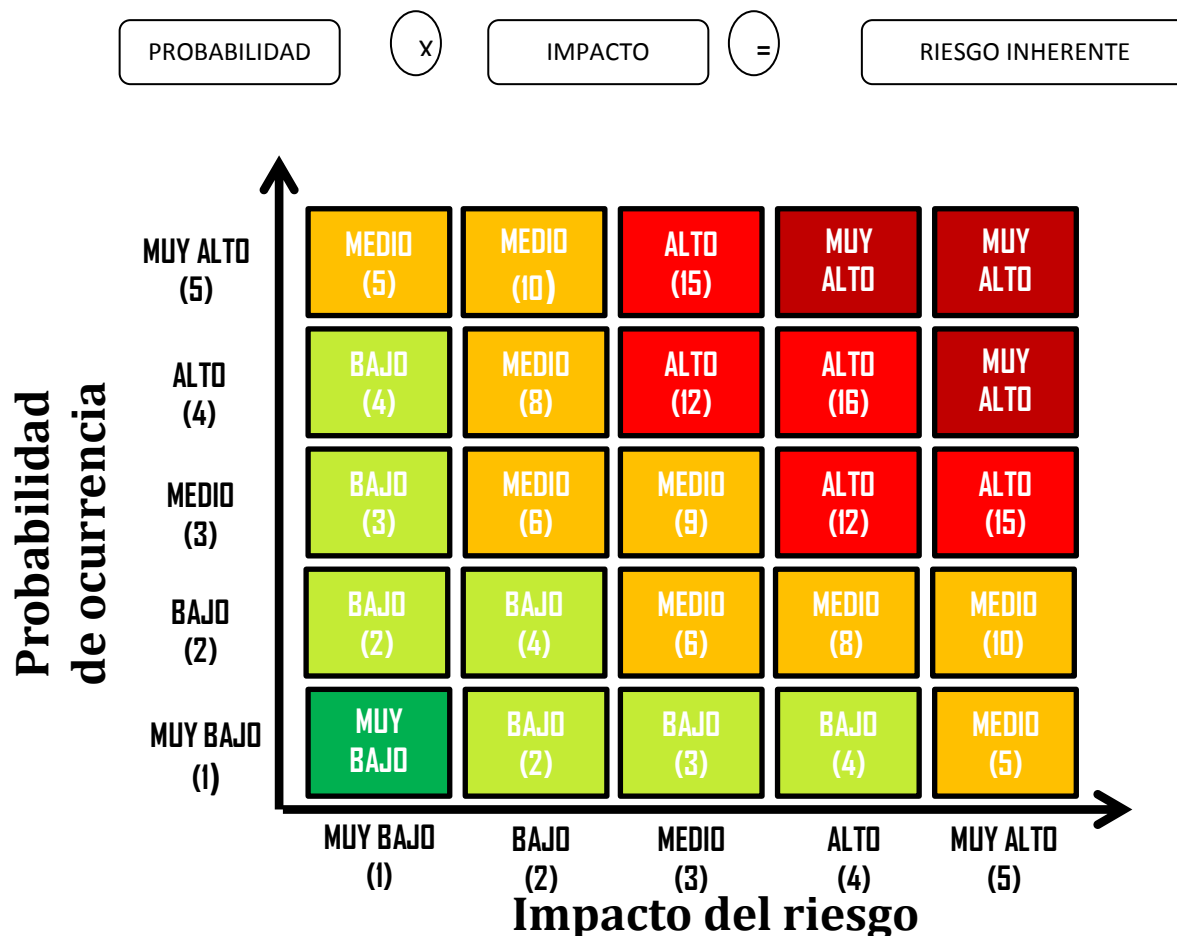 PROBABILIDAD x IMPACTO = RIESGO INHERENTE
Probabilidad
de ocurrencia
MUY ALTO
(5)
MEDIO
(5)
MEDIO
(10)
ALTO
(15)
MUY
ALTO
MUY
ALTO
ALTO
(4)
BAJO
(4)
MEDIO
(8)
ALTO
(12)
ALTO
(16)
MUY
ALTO
MEDIO
(3)
BAJO
(3)
MEDIO
(6)
MEDIO
(9)
ALTO
(12)
ALTO
(15)
BAJO
(2)
BAJO
(2)
BAJO
(4)
MEDIO
(6)
MEDIO
(8)
MEDIO
(10)
MUY BAJO
(1)
MUY
BAJO
BAJO
(2)
BAJO
(3)
BAJO
(4)
MEDIO
(5)
MUY BAJO
(1)
BAJO
(2)
MEDIO
(3)
ALTO
(4)
MUY ALTO
(5)
Impacto del riesgo